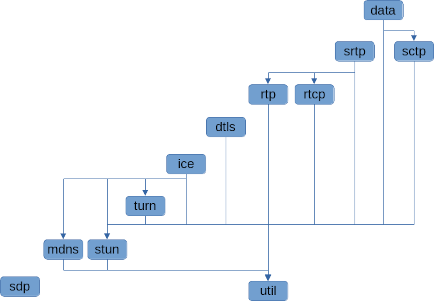 data
srtp
sctp
rtp
rtcp
dtls
ice
turn
mdns
stun
sdp
util